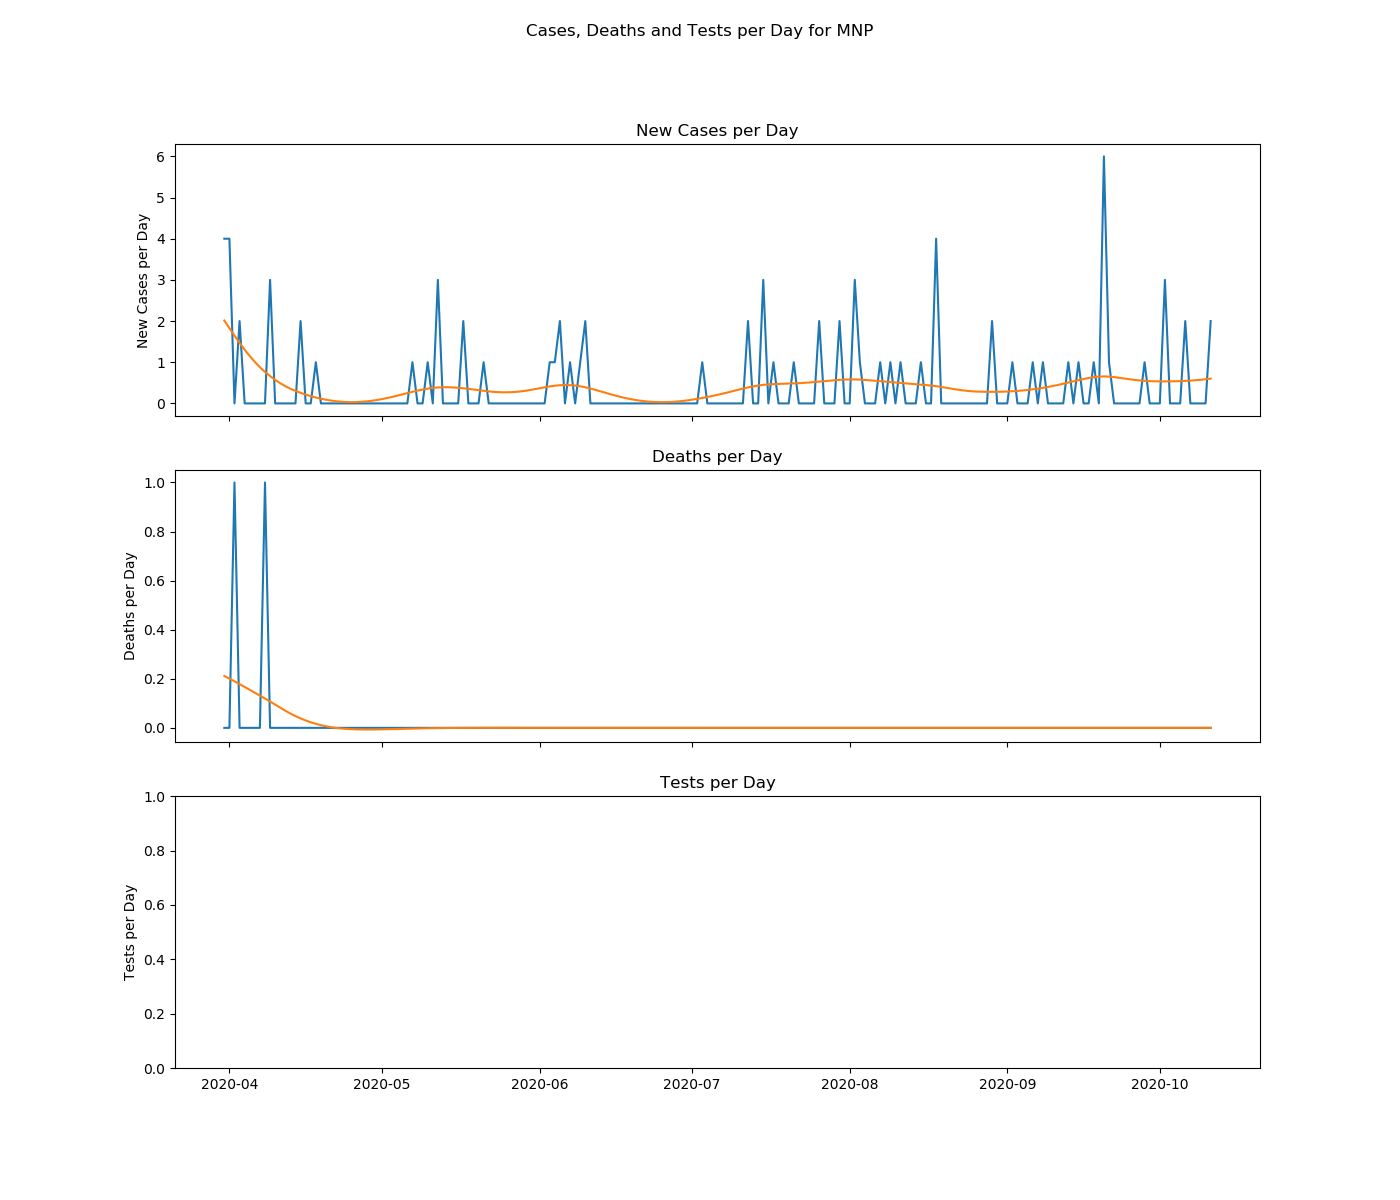 Cases, Deaths and Tests per Day for MNP
New Cases per Day
6
5
4
3
2
1
0
New Cases per Day
Deaths per Day
1.0
0.8
0.6
0.4
0.2
0.0
Deaths per Day
Tests per Day
1.0
0.8
0.6
0.4
0.2
0.0
Tests per Day
2020-04 2020-05 2020-06 2020-07 2020-08 2020-09 2020-10